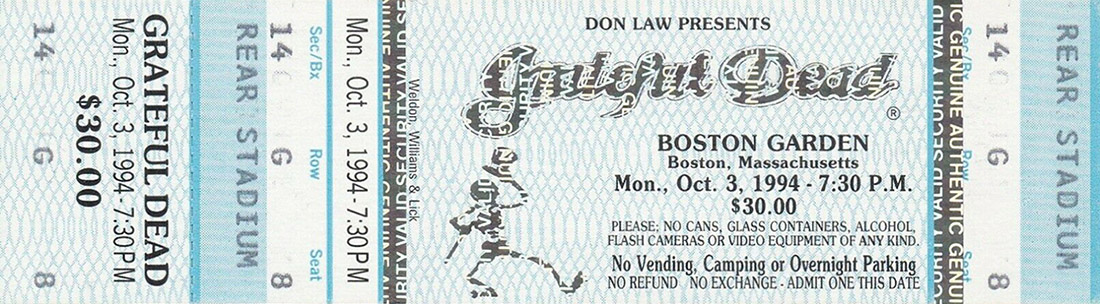 GRATEFUL DEAD
Mon., Oct. 3, 1994-7:30PM
$30.00
14 G 8
REAR STADIUM
Sec/Bx Row Seat
14 G 8
Mon., Oct. 3, 1994-7:30PM
Weldon, Williams & Lick
DON LAW PRESENTS
Grateful Dead
®
BOSTON GARDEN
Boston, Massachusetts
Mon., Oct. 3, 1994 - 7:30 P.M.
$30.00
PLEASE; NO CANS, GLASS CONTAINERS, ALCOHOL,
FLASH CAMERAS OR VIDEO EQUIPMENT OF ANY KIND.
No Vending, Camping or Overnight Parking
NO REFUND NO EXCHANGE - ADMIT ONE THIS DATE
GENUINE AUTHENTIC
VALID SECURITY
Sec/Bx Row Seat
14 G 8
REAR STADIUM